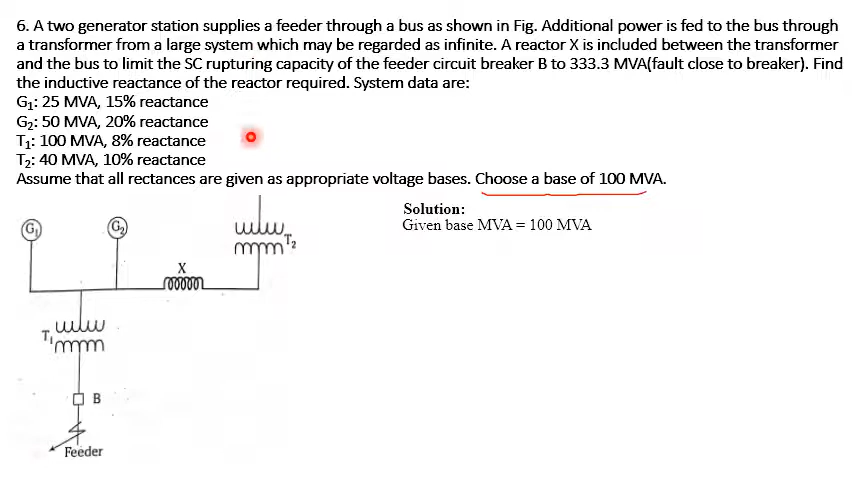 6. A two generator station supplies a feeder through a bus as shown in Fig. Additional power is fed to the bus through
a transformer from a large system which may be regarded as infinite. A reactor X is included between the transformer
and the bus to limit the SC rupturing capacity of the feeder circuit breaker B to 333.3 MVA(fault close to breaker). Find
the inductive reactance of the reactor required. System data are:
G₁: 25 MVA, 15% reactance
G₂: 50 MVA, 20% reactance
T₁: 100 MVA, 8% reactance
T₂: 40 MVA, 10% reactance
Assume that all rectances are given as appropriate voltage bases. Choose a base of 100 MVA.
Solution:
Given base MVA = 100 MVA
G₁
G₂
T₂
X
T₁
B
Feeder